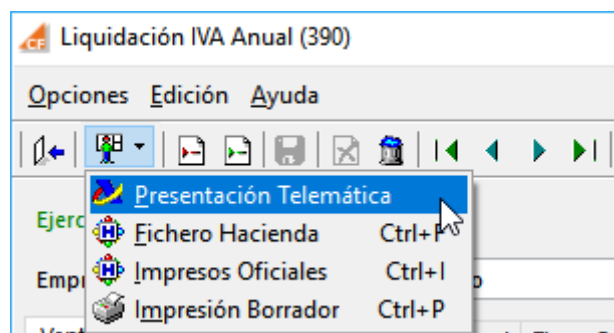 Liquidación IVA Anual (390)
Opciones Edición Ayuda
Presentación Telemática
Fichero Hacienda Ctrl+F
Impresos Oficiales Ctrl+I
Impresión Borrador Ctrl+P